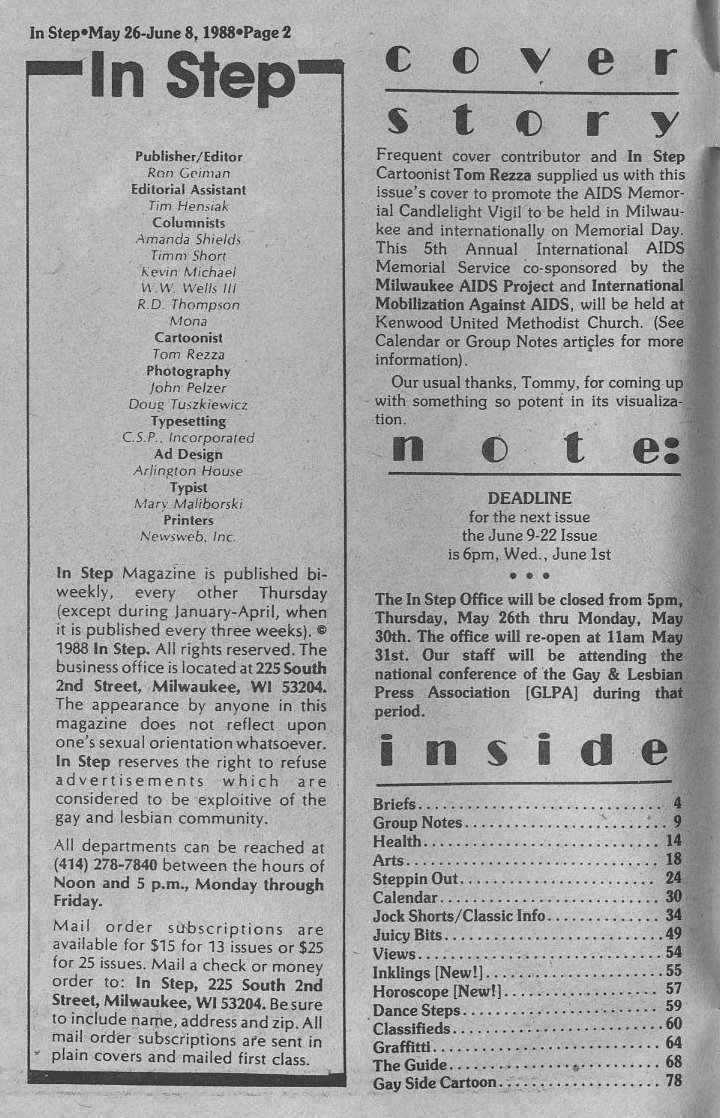 In Step•May 26-June 8, 1988•Page 2
In Step
Publisher/Editor
Ron Geiman
Editorial Assistant
Tim Hensiak
Columnists
Amanda Shields
Timm Short
Kevin Michael
W.W. Wells III
R.D. Thompson
Mona
Cartoonist
Tom Rezza
Photography
John Pelzer
Doug Tuszkiewicz
Typesetting
C.S.P., Incorporated
Ad Design
Arlington House
Typist
Mary Maliborski
Printers
Newsweb, Inc.
In Step Magazine is published bi-
weekly, every other Thursday
(except during January-April, when
it is published every three weeks). ©
1988 In Step. All rights reserved. The
business office is located at 225 South
2nd Street, Milwaukee, WI 53204.
The appearance by anyone in this
magazine does not reflect upon
one's sexual orientation whatsoever.
In Step reserves the right to refuse
advertisements which are
considered to be exploitive of the
gay and lesbian community.
All departments can be reached at
(414) 278-7840 between the hours of
Noon and 5 p.m., Monday through
Friday.
Mail order subscriptions are
available for $15 for 13 issues or $25
for 25 issues. Mail a check or money
order to: In Step, 225 South 2nd
Street, Milwaukee, WI 53204. Be sure
to include name, address and zip. All
mail order subscriptions are sent in
plain covers and mailed first class.
cover
story
Frequent cover contributor and In Step
Cartoonist Tom Rezza supplied us with this
issue's cover to promote the AIDS Memor-
ial Candlelight Vigil to be held in Milwau-
kee and internationally on Memorial Day.
This 5th Annual International AIDS
Memorial Service co-sponsored by the
Milwaukee AIDS Project and International
Mobilization Against AIDS, will be held at
Kenwood United Methodist Church. (See
Calendar or Group Notes articles for more
information).
Our usual thanks, Tommy, for coming up
with something so potent in its visualiza-
tion.
note:
DEADLINE
for the next issue
the June 9-22 Issue
is 6pm, Wed., June 1st
• • •
The In Step Office will be closed from 5pm,
Thursday, May 26th thru Monday, May
30th. The office will re-open at 11am May
31st. Our staff will be attending the
national conference of the Gay & Lesbian
Press Association [GLPA] during that
period.
inside
Briefs.............................. 4
Group Notes......................... 9
Health............................. 14
Arts............................... 18
Steppin Out........................ 24
Calendar........................... 30
Jock Shorts/Classic Info............. 34
Juicy Bits.......................... 49
Views.............................. 54
Inklings [New!]...................... 55
Horoscope [New!].................... 57
Dance Steps......................... 59
Classifieds......................... 60
Graffitti........................... 64
The Guide.......................... 68
Gay Side Cartoon.................... 78